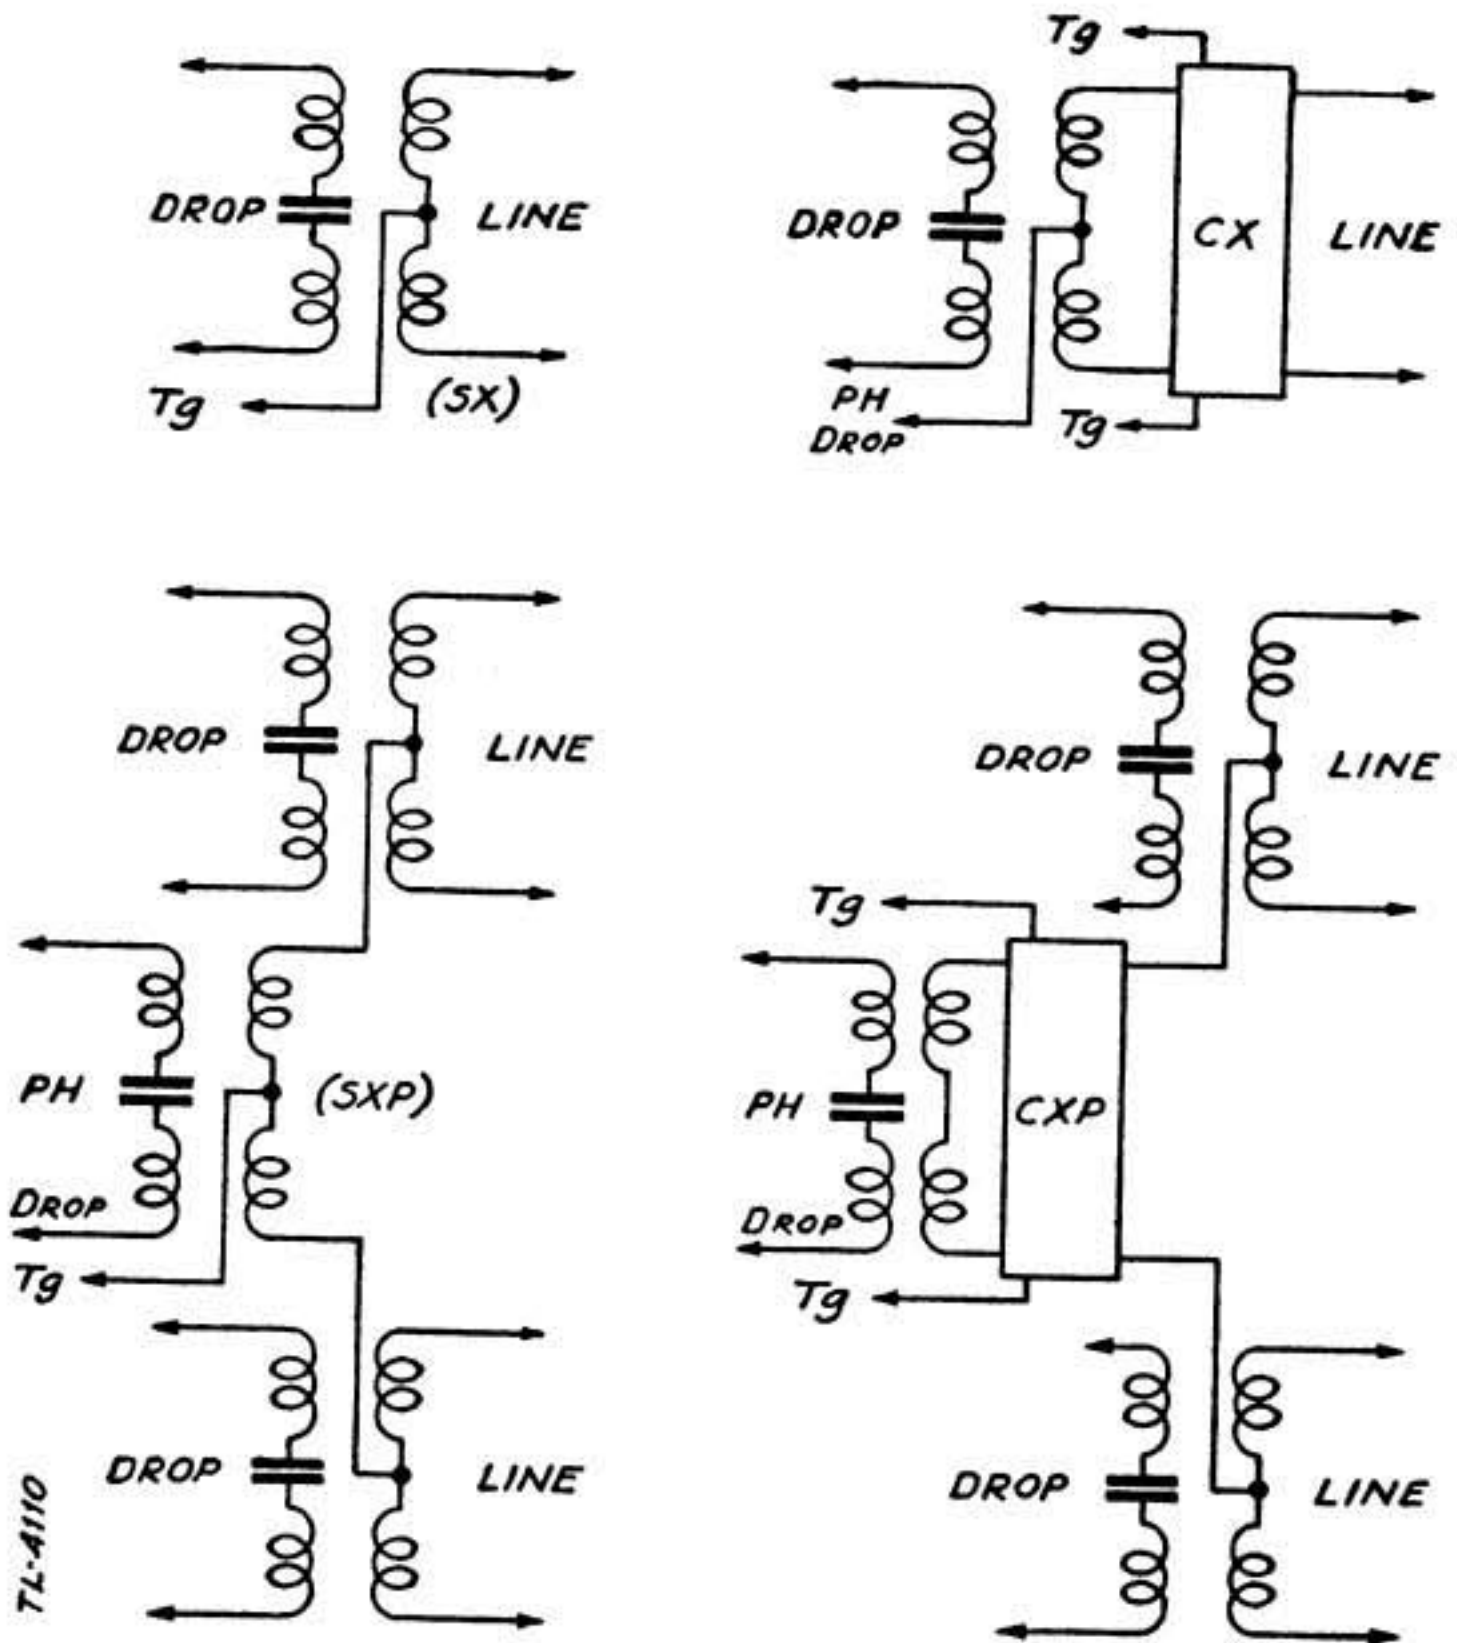 DROP LINE
Tg (SX)
Tg
DROP CX LINE
PH
DROP Tg
DROP LINE
PH (SXP)
DROP
Tg
DROP LINE
TL-4110
DROP LINE
Tg
PH CXP
DROP
Tg
DROP LINE